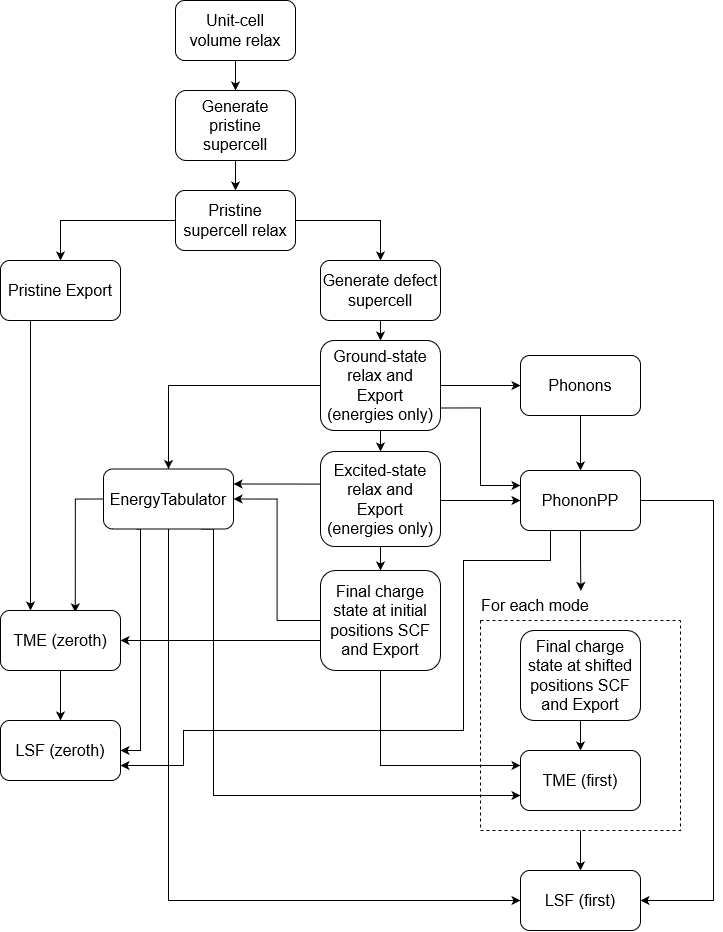 Unit-cell
volume relax
Generate
pristine
supercell
Pristine
supercell relax
Pristine Export
Generate defect
supercell
Ground-state
relax and
Export
(energies only)
Phonons
Excited-state
relax and
Export
(energies only)
EnergyTabulator
PhononPP
Final charge
state at initial
positions SCF
and Export
For each mode
TME (zeroth)
Final charge
state at shifted
positions SCF
and Export
LSF (zeroth)
TME (first)
LSF (first)